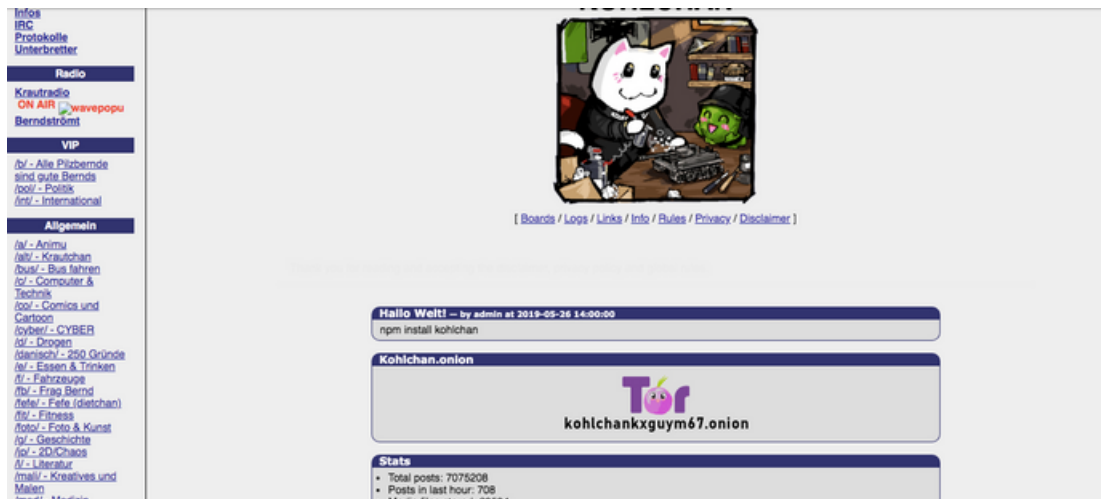 Infos
IRC
Protokolle
Unterbretter
Radio
Krautradio
ON AIR wavepopu
Berndströmt
VIP
/b/ - Alle Pilzbernde
sind gute Bernds
/pol/ - Politik
/int/ - International
Allgemein
/a/ - Animu
/alt/ - Krautchan
/bus/ - Bus fahren
/c/ - Computer &
Technik
/co/ - Comics und
Cartoon
/cyber/ - CYBER
/d/ - Drogen
/danisch/ - 250 Gründe
/e/ - Essen & Trinken
/f/ - Fahrzeuge
/fb/ - Frag Bernd
/fefe/ - Fefe (dietchan)
/fit/ - Fitness
/foto/ - Foto & Kunst
/g/ - Geschichte
/jp/ - 2D/Chaos
/l/ - Literatur
/mali/ - Kreatives und
Malen
KOHLCHAN
[ Boards / Logs / Links / Info / Rules / Privacy / Disclaimer ]
Hallo Welt! — by admin at 2019-05-26 14:00:00
npm install kohlchan
Kohlchan.onion
Tor
kohlchankxguym67.onion
Stats
• Total posts: 7075208
• Posts in last hour: 708